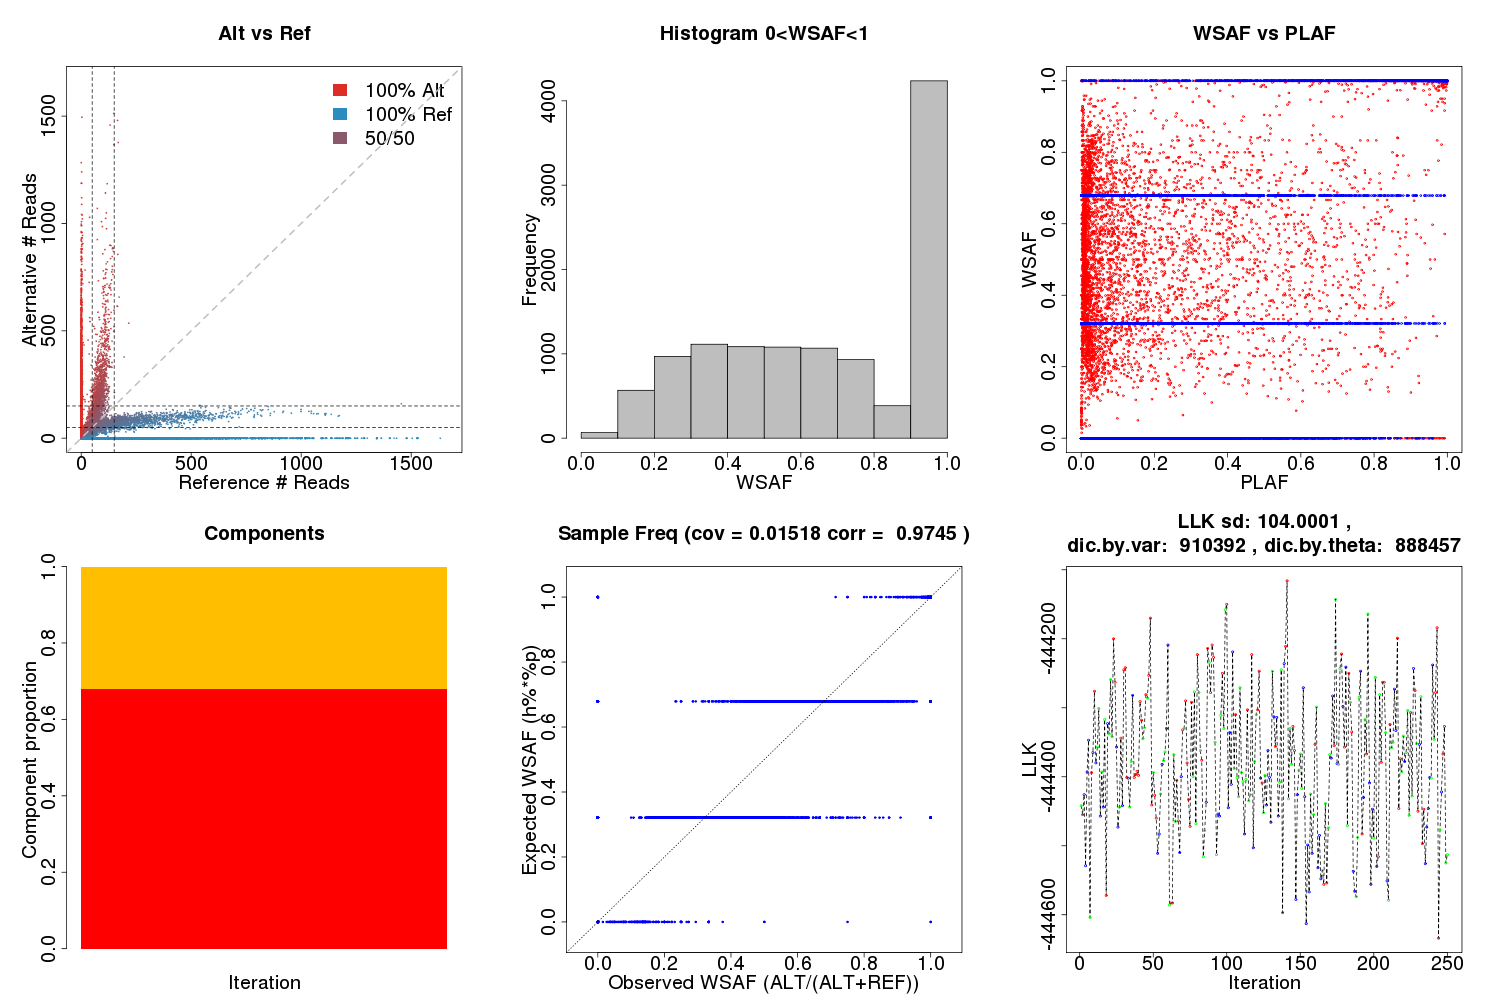 Alt vs Ref
Alternative # Reads
0 500 1000 1500
100% Alt
100% Ref
50/50
0 500 1000 1500
Reference # Reads
Histogram 0<WSAF<1
Frequency
0 1000 2000 3000 4000
0.0 0.2 0.4 0.6 0.8 1.0
WSAF
WSAF vs PLAF
WSAF
0.0 0.2 0.4 0.6 0.8 1.0
0.0 0.2 0.4 0.6 0.8 1.0
PLAF
Components
Component proportion
0.0 0.2 0.4 0.6 0.8 1.0
Iteration
Sample Freq (cov = 0.01518 corr =  0.9745 )
Expected WSAF (h%*%p)
0.0 0.2 0.4 0.6 0.8 1.0
0.0 0.2 0.4 0.6 0.8 1.0
Observed WSAF (ALT/(ALT+REF))
LLK sd: 104.0001 ,
dic.by.var:  910392 , dic.by.theta:  888457
LLK
-444600 -444400 -444200
0 50 100 150 200 250
Iteration